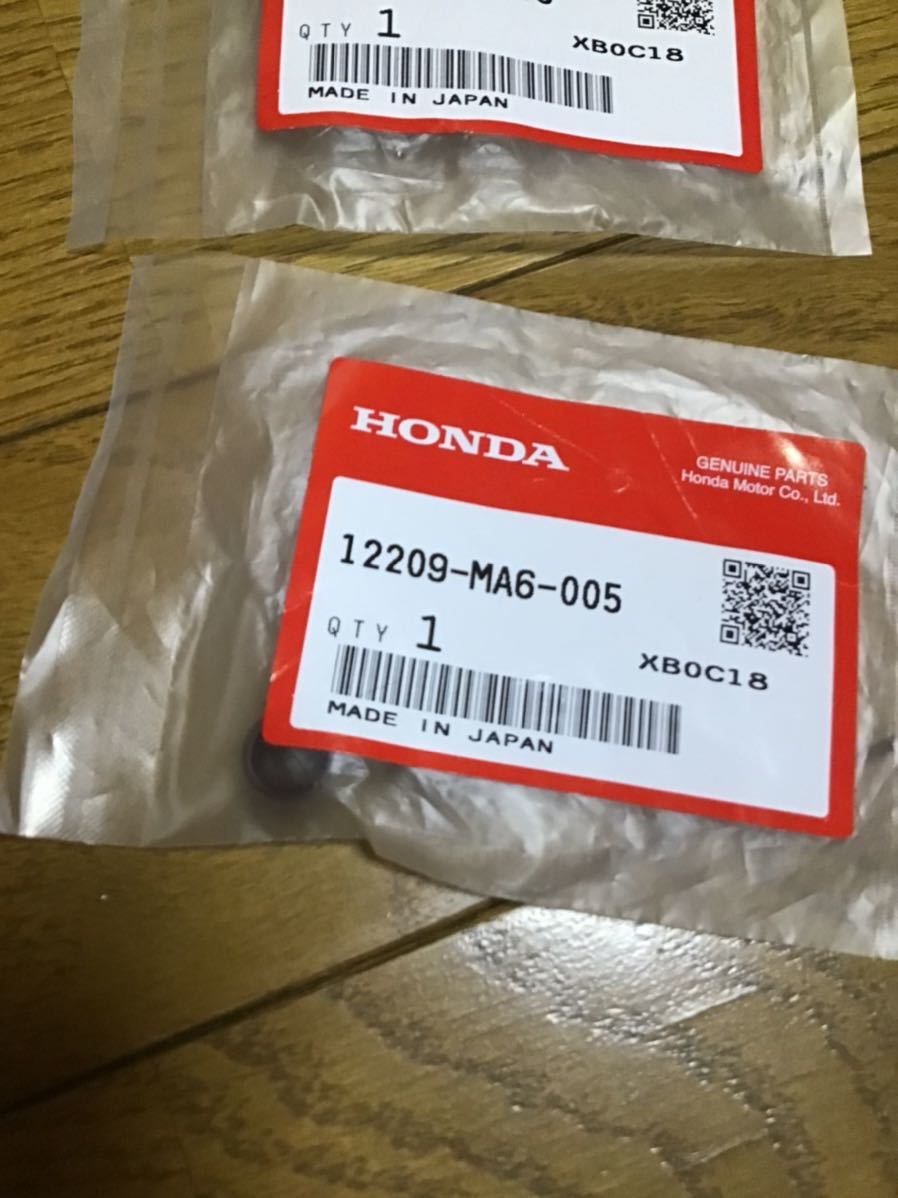 QTY 1
XB0C18
MADE IN JAPAN
HONDA
GENUINE PARTS
Honda Motor Co., Ltd.
12209-MA6-005
QTY 1
XB0C18
MADE IN JAPAN